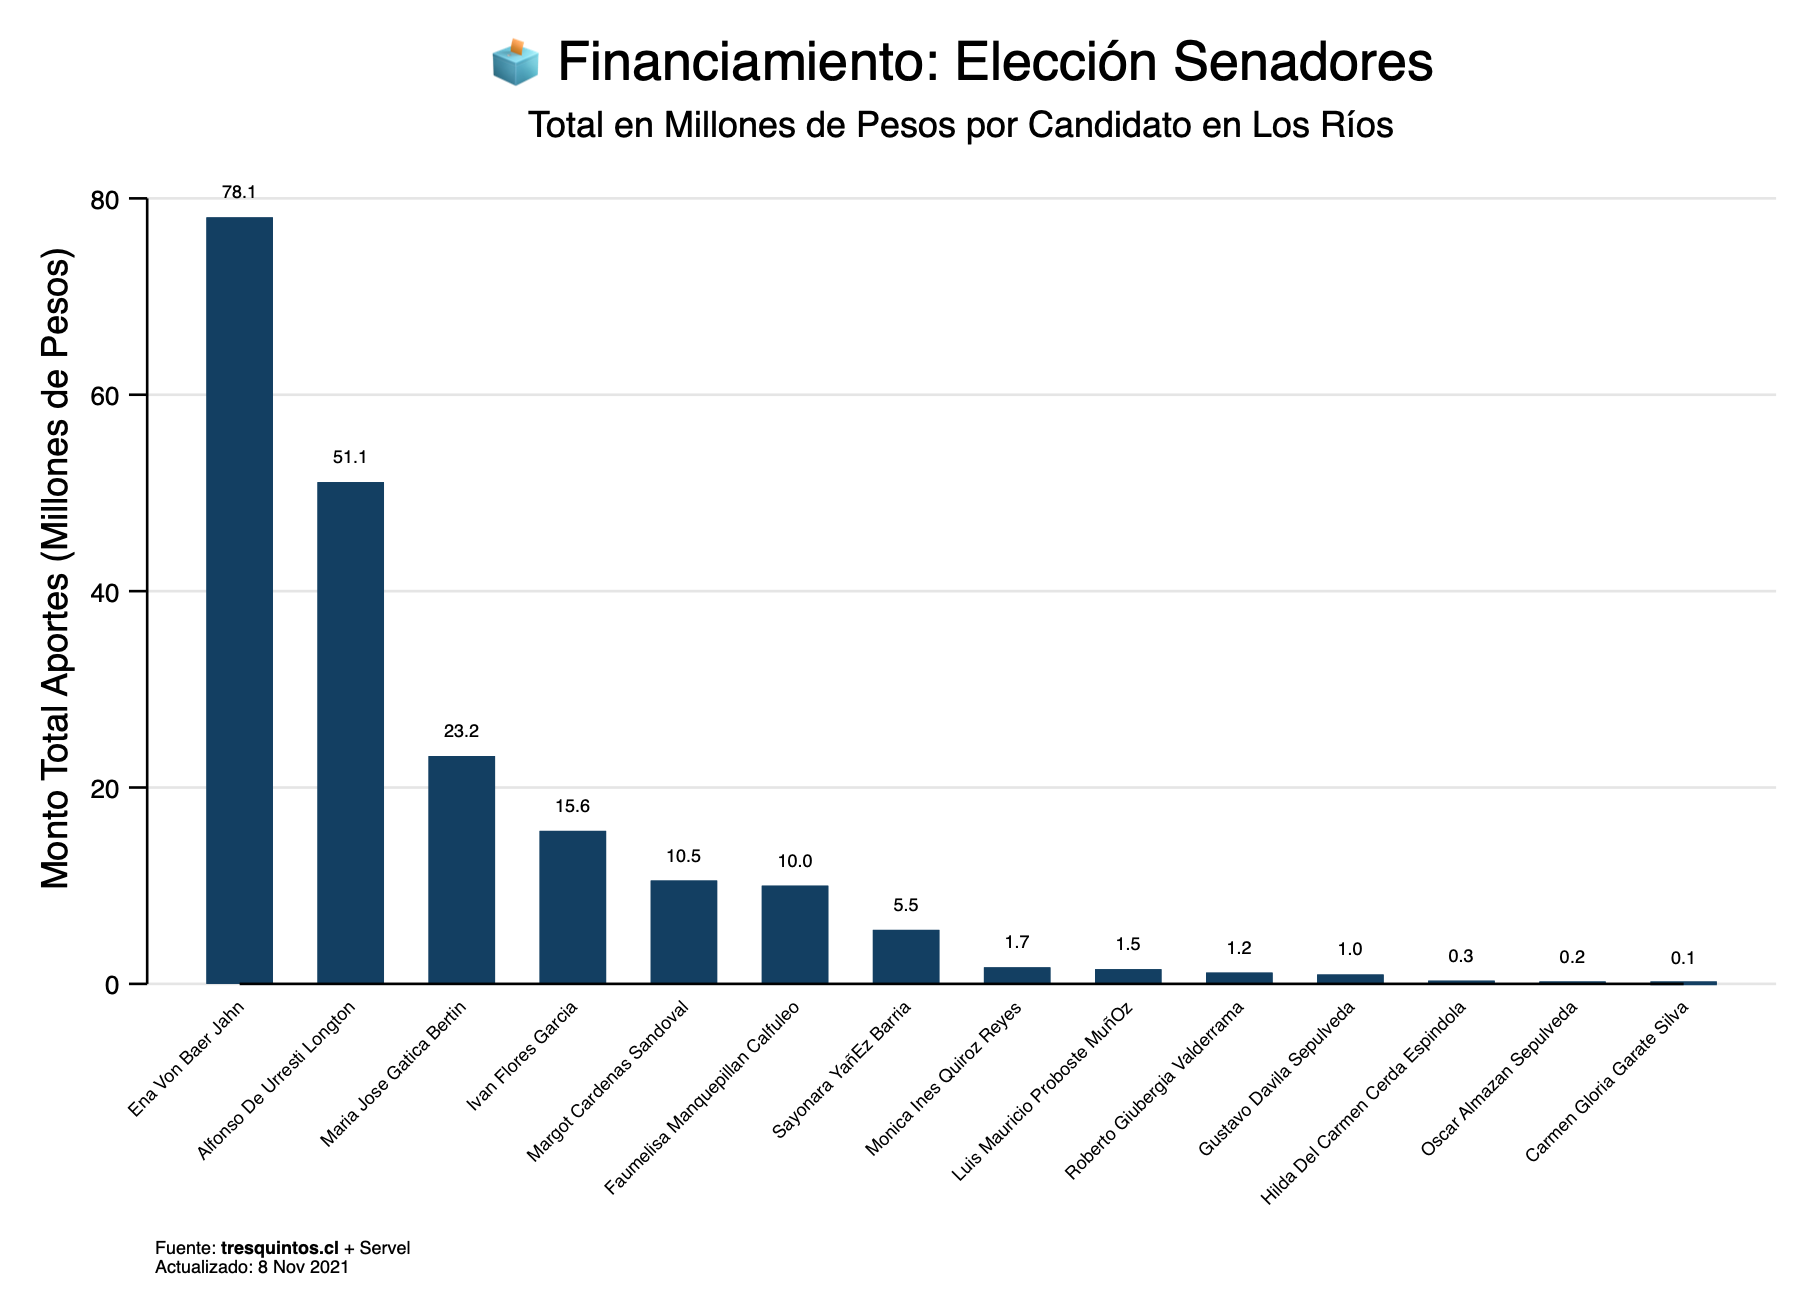 Financiamiento: Elección Senadores
Total en Millones de Pesos por Candidato en Los Ríos
Monto Total Aportes (Millones de Pesos)
80
60
40
20
0
78.1
51.1
23.2
15.6
10.5
10.0
5.5
1.7
1.5
1.2
1.0
0.3
0.2
0.1
Ena Von Baer Jahn
Alfonso De Urresti Longton
Maria Jose Gatica Bertin
Ivan Flores Garcia
Margot Cardenas Sandoval
Faumelisa Manquepillan Calfuleo
Sayonara YañEz Barria
Monica Ines Quiroz Reyes
Luis Mauricio Proboste MuñOz
Roberto Giubergia Valderrama
Gustavo Davila Sepulveda
Hilda Del Carmen Cerda Espindola
Oscar Almazan Sepulveda
Carmen Gloria Garate Silva
Fuente: tresquintos.cl + Servel
Actualizado: 8 Nov 2021